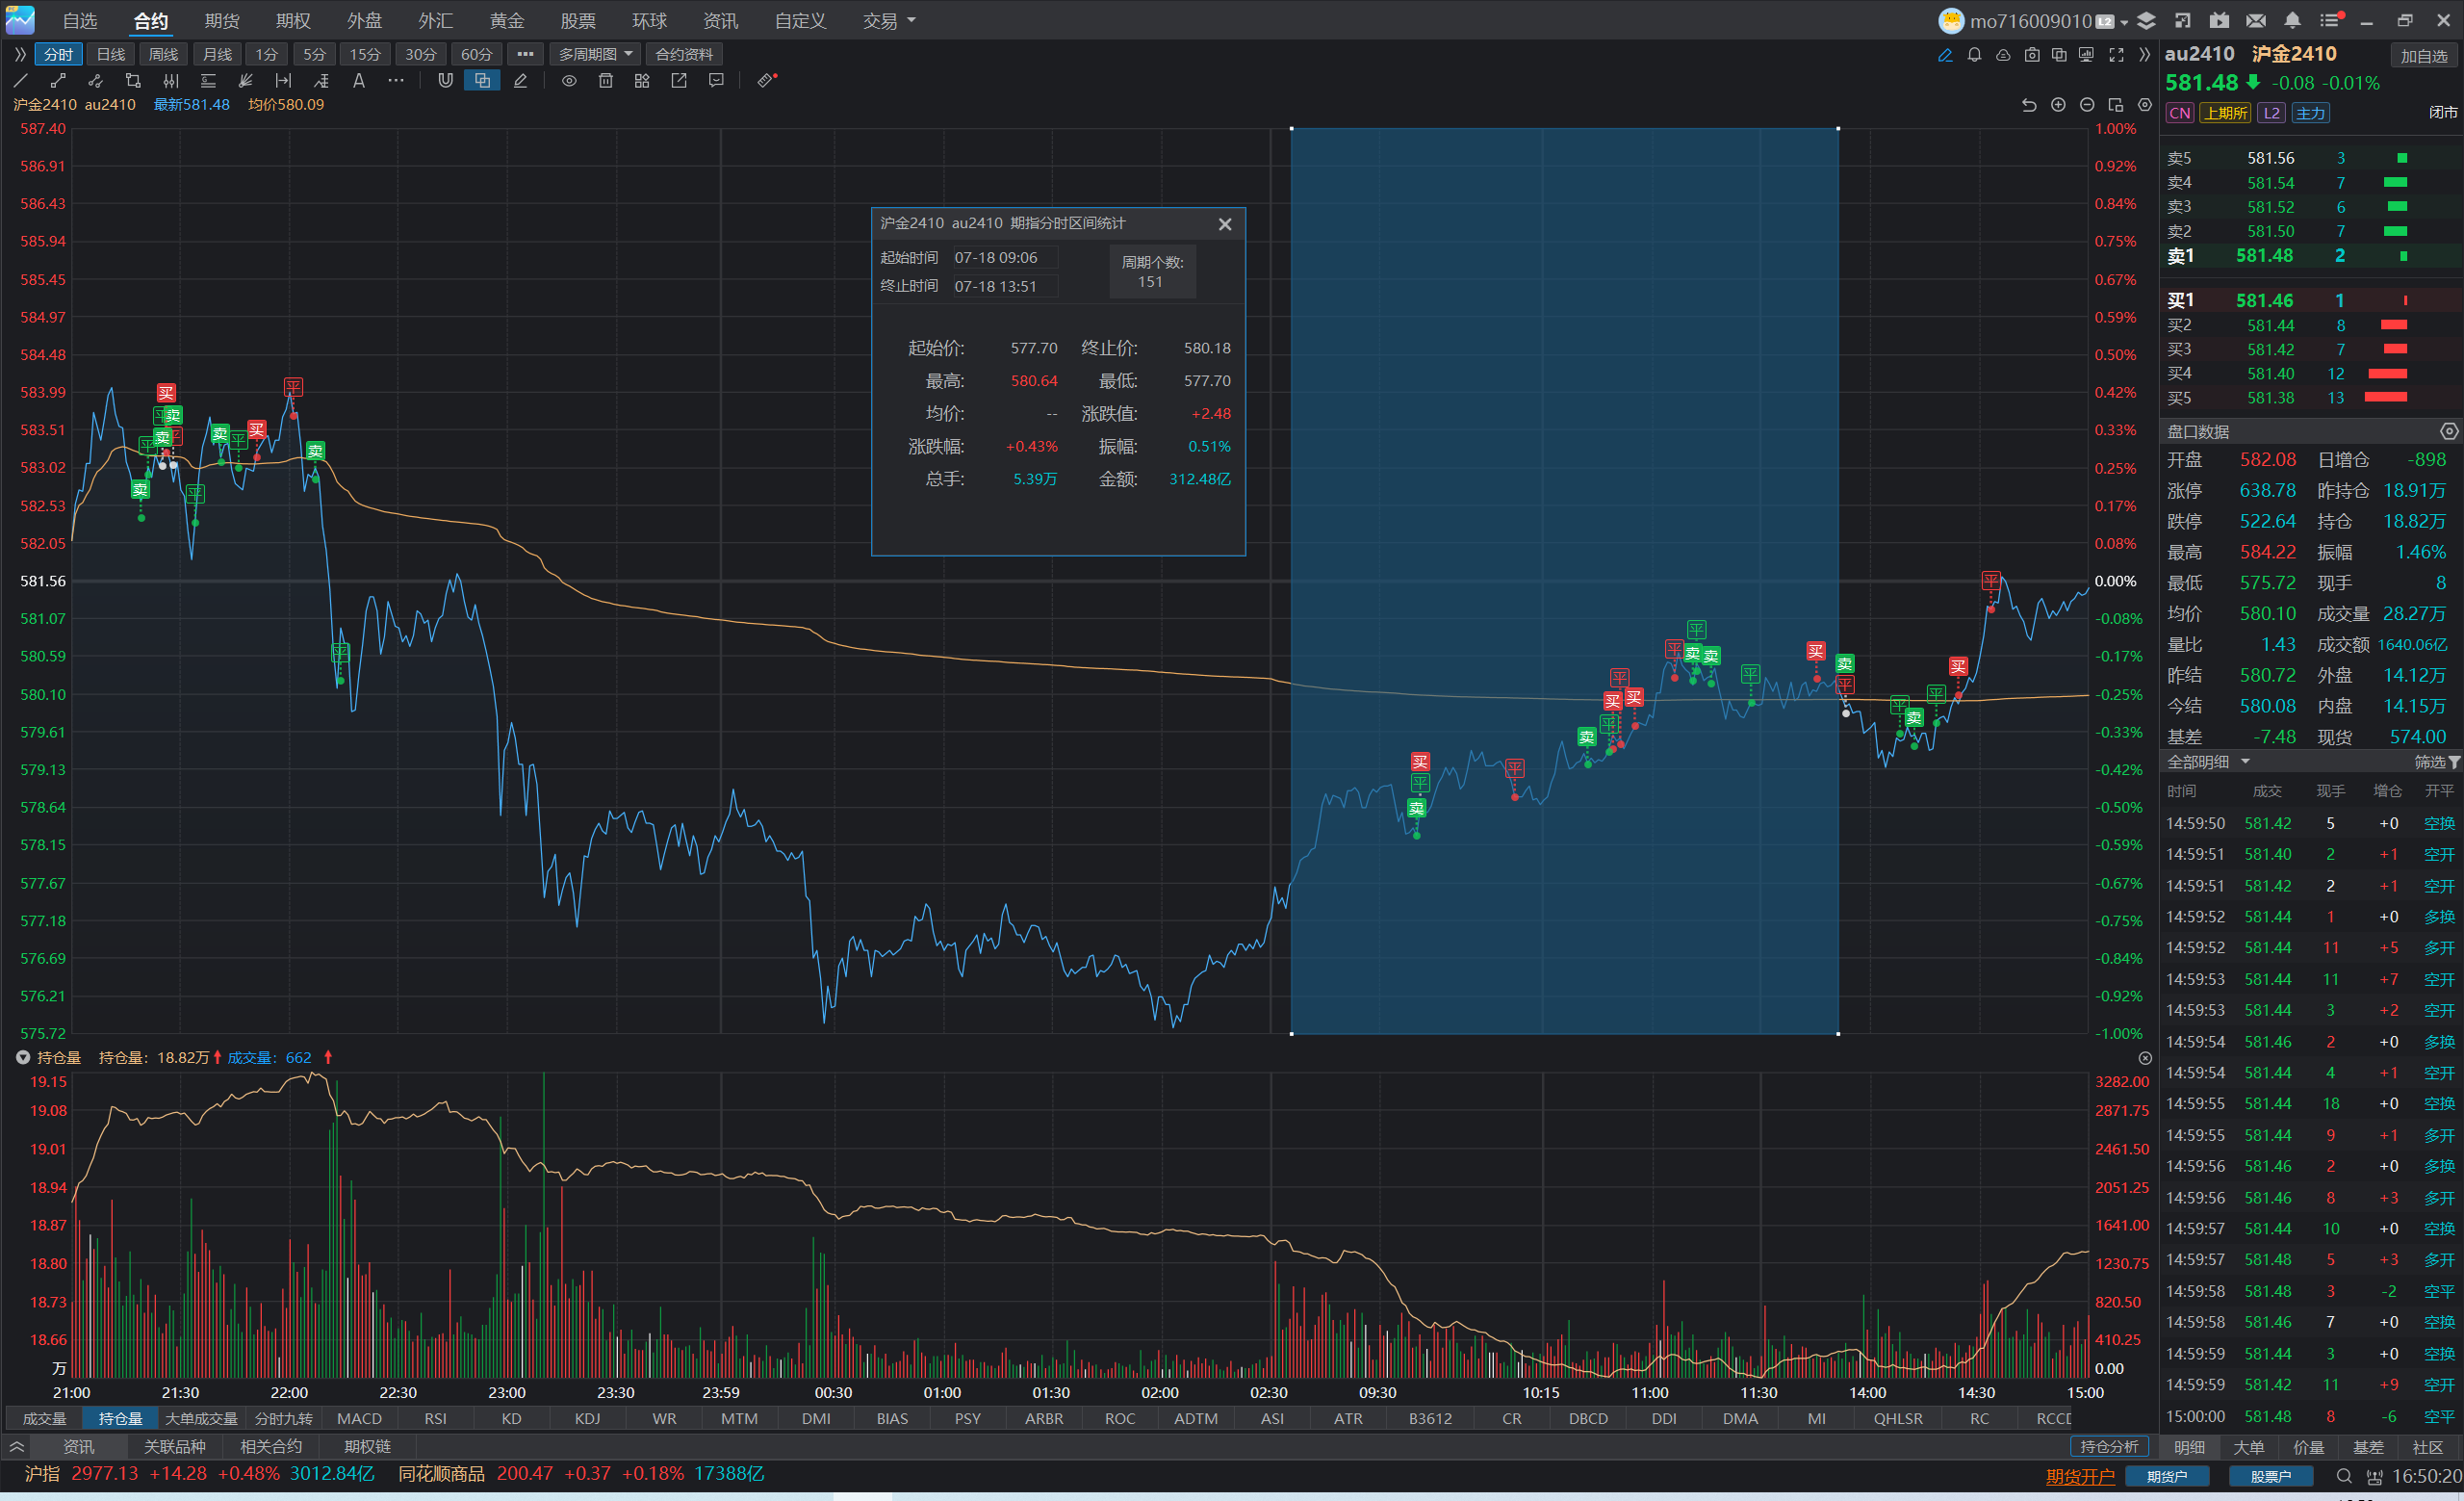 自选 合约 期货 期权 外盘 外汇 黄金 股票 环球 资讯 自定义 交易 mo716009010 L2
分时 日线 周线 月线 1分 5分 15分 30分 60分 ••• 多周期图 合约资料
沪金2410 au2410 最新581.48 均价580.09
587.40 1.00%
586.91 0.92%
586.43 0.84%
585.94 0.75%
585.45 0.67%
584.97 0.59%
584.48 0.50%
583.99 0.42%
583.51 0.33%
583.02 0.25%
582.53 0.17%
582.05 0.08%
581.56 0.00%
581.07 -0.08%
580.59 -0.17%
580.10 -0.25%
579.61 -0.33%
579.13 -0.42%
578.64 -0.50%
578.15 -0.59%
577.67 -0.67%
577.18 -0.75%
576.69 -0.84%
576.21 -0.92%
575.72 -1.00%
沪金2410 au2410 期指分时区间统计
起始时间 07-18 09:06
终止时间 07-18 13:51
周期个数:
151
起始价: 577.70 终止价: 580.18
最高: 580.64 最低: 577.70
均价: -- 涨跌值: +2.48
涨跌幅: +0.43% 振幅: 0.51%
总手: 5.39万 金额: 312.48亿
持仓量 持仓量: 18.82万 成交量: 662
19.15 3282.00
19.08 2871.75
19.01 2461.50
18.94 2051.25
18.87 1641.00
18.80 1230.75
18.73 820.50
18.66 410.25
万 0.00
21:00 21:30 22:00 22:30 23:00 23:30 23:59 00:30 01:00 01:30 02:00 02:30 09:30 10:15 11:00 11:30 14:00 14:30 15:00
成交量 持仓量 大单成交量 分时九转 MACD RSI KD KDJ WR MTM DMI BIAS PSY ARBR ROC ADTM ASI ATR B3612 CR DBCD DDI DMA MI QHLSR RC RCCD
资讯 关联品种 相关合约 期权链 持仓分析
沪指 2977.13 +14.28 +0.48% 3012.84亿 同花顺商品 200.47 +0.37 +0.18% 17388亿 期货开户 期货户 股票户 16:50:20
au2410 沪金2410 加自选
581.48 -0.08 -0.01%
CN 上期所 L2 主力 闭市
卖5 581.56 3
卖4 581.54 7
卖3 581.52 6
卖2 581.50 7
卖1 581.48 2
买1 581.46 1
买2 581.44 8
买3 581.42 7
买4 581.40 12
买5 581.38 13
盘口数据
开盘 582.08 日增仓 -898
涨停 638.78 昨持仓 18.91万
跌停 522.64 持仓 18.82万
最高 584.22 振幅 1.46%
最低 575.72 现手 8
均价 580.10 成交量 28.27万
量比 1.43 成交额 1640.06亿
昨结 580.72 外盘 14.12万
今结 580.08 内盘 14.15万
基差 -7.48 现货 574.00
全部明细 筛选
时间 成交 现手 增仓 开平
14:59:50 581.42 5 +0 空换
14:59:51 581.40 2 +1 空开
14:59:51 581.42 2 +1 空开
14:59:52 581.44 1 +0 多换
14:59:52 581.44 11 +5 多开
14:59:53 581.44 11 +7 空开
14:59:53 581.44 3 +2 空开
14:59:54 581.46 2 +0 多换
14:59:54 581.44 4 +1 空开
14:59:55 581.44 18 +0 空换
14:59:55 581.44 9 +1 多开
14:59:56 581.46 2 +0 多换
14:59:56 581.46 8 +3 多开
14:59:57 581.44 10 +0 空换
14:59:57 581.48 5 +3 多开
14:59:58 581.48 3 -2 空平
14:59:58 581.46 7 +0 空换
14:59:59 581.44 3 +0 空换
14:59:59 581.42 11 +9 空开
15:00:00 581.48 8 -6 空平
明细 大单 价量 基差 社区